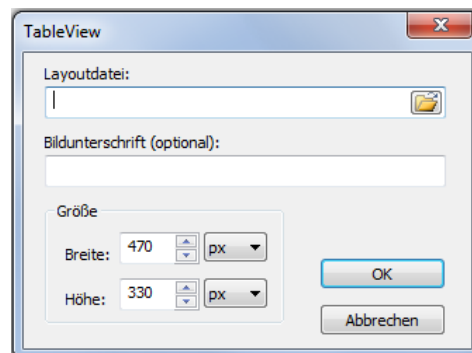 TableView
Layoutdatei:
Bildunterschrift (optional):
Größe
Breite: 470 px
Höhe: 330 px
OK
Abbrechen